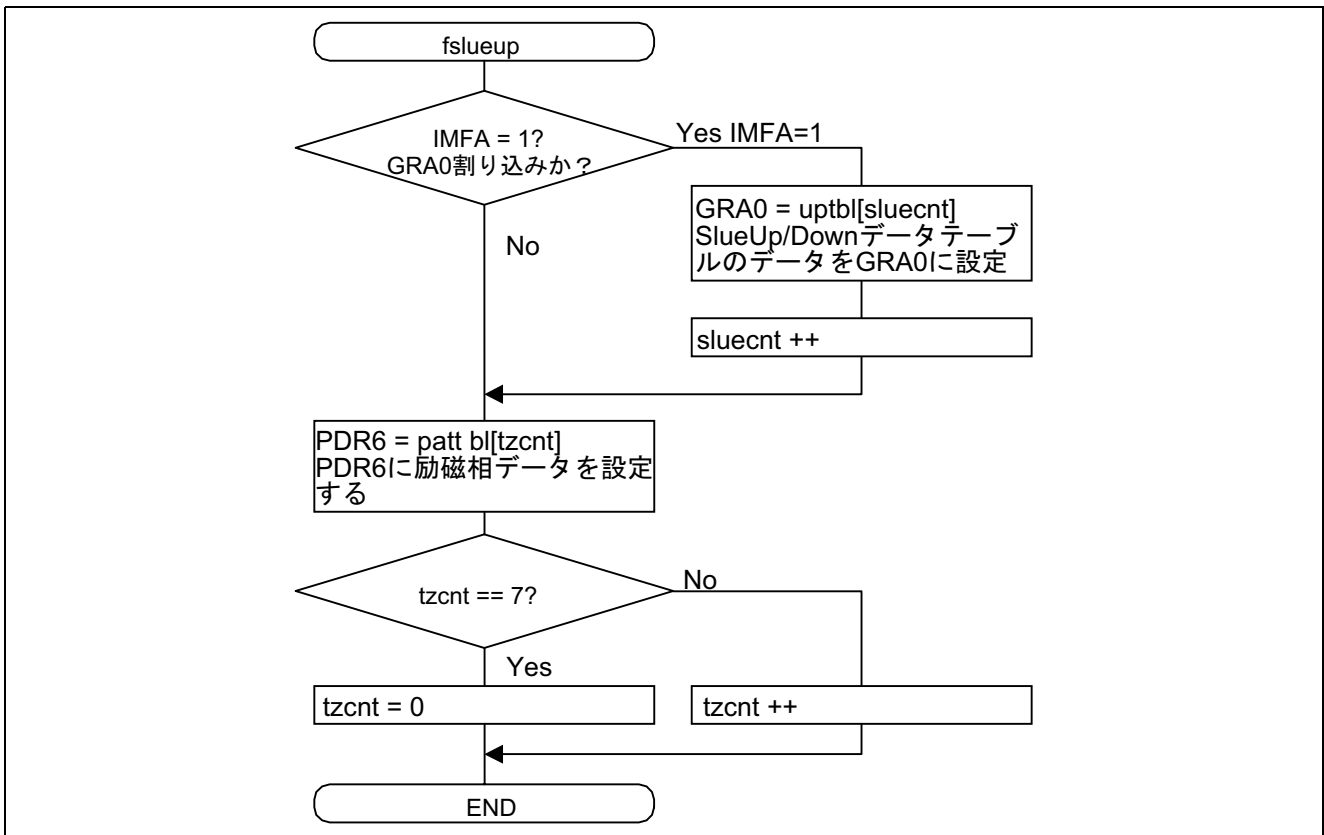 fslueup
IMFA = 1?
GRA0割り込みか？
Yes IMFA=1
GRA0 = uptbl[sluecnt]
SlueUp/Downデータテーブ
ルのデータをGRA0に設定
No
sluecnt ++
PDR6 = patt bl[tzcnt]
PDR6に励磁相データを設定
する
tzcnt == 7?
No
Yes
tzcnt = 0
tzcnt ++
END